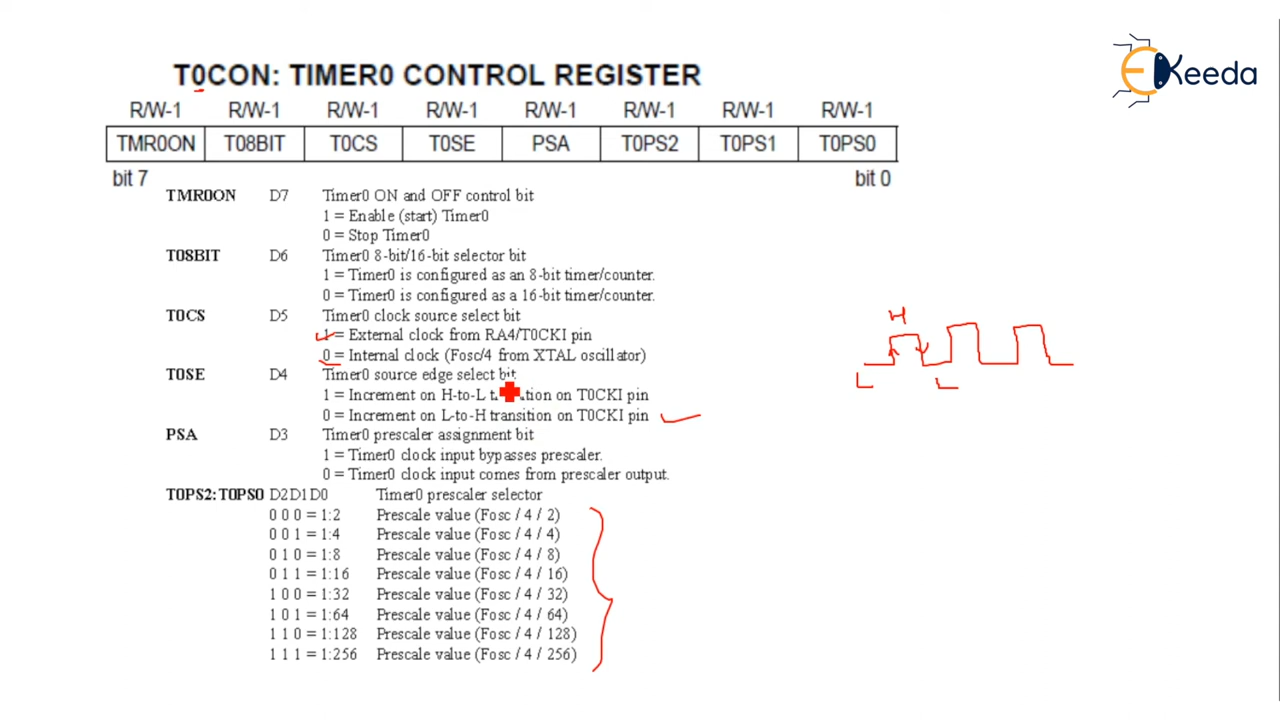 EKeeda
T0CON: TIMER0 CONTROL REGISTER
R/W-1 R/W-1 R/W-1 R/W-1 R/W-1 R/W-1 R/W-1 R/W-1
TMR0ON T08BIT T0CS T0SE PSA T0PS2 T0PS1 T0PS0
bit 7 bit 0
TMR0ON D7 Timer0 ON and OFF control bit
1 = Enable (start) Timer0
0 = Stop Timer0
T08BIT D6 Timer0 8-bit/16-bit selector bit
1 = Timer0 is configured as an 8-bit timer/counter.
0 = Timer0 is configured as a 16-bit timer/counter.
T0CS D5 Timer0 clock source select bit
1 = External clock from RA4/T0CKI pin
0 = Internal clock (Fosc/4 from XTAL oscillator)
T0SE D4 Timer0 source edge select bit
1 = Increment on H-to-L transition on T0CKI pin
0 = Increment on L-to-H transition on T0CKI pin
PSA D3 Timer0 prescaler assignment bit
1 = Timer0 clock input bypasses prescaler.
0 = Timer0 clock input comes from prescaler output.
T0PS2:T0PS0 D2D1D0 Timer0 prescaler selector
0 0 0 = 1:2 Prescale value (Fosc / 4 / 2)
0 0 1 = 1:4 Prescale value (Fosc / 4 / 4)
0 1 0 = 1:8 Prescale value (Fosc / 4 / 8)
0 1 1 = 1:16 Prescale value (Fosc / 4 / 16)
1 0 0 = 1:32 Prescale value (Fosc / 4 / 32)
1 0 1 = 1:64 Prescale value (Fosc / 4 / 64)
1 1 0 = 1:128 Prescale value (Fosc / 4 / 128)
1 1 1 = 1:256 Prescale value (Fosc / 4 / 256)
H
L L